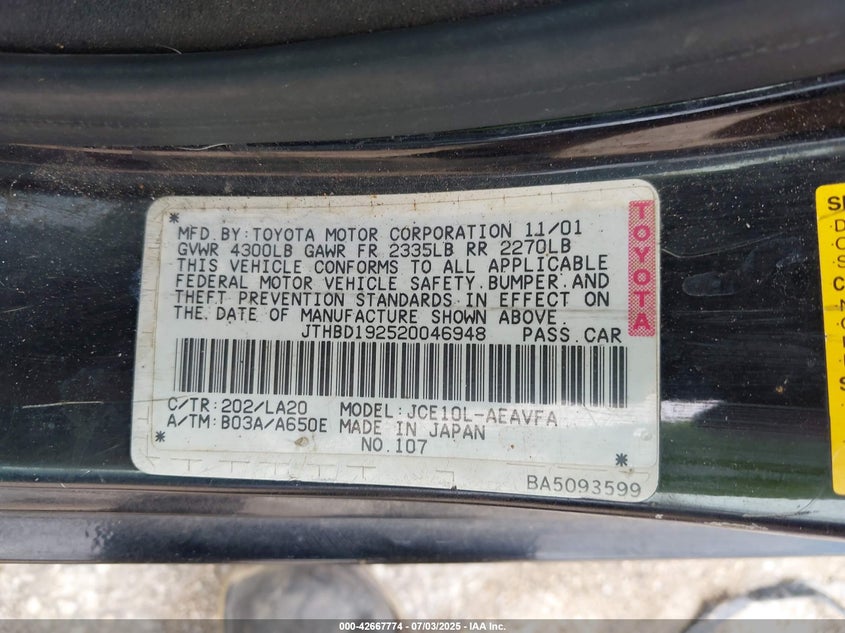 *
MFD. BY: TOYOTA MOTOR CORPORATION 11/01
GVWR 4300LB GAWR FR 2335LB RR 2270LB
THIS VEHICLE CONFORMS TO ALL APPLICABLE
FEDERAL MOTOR VEHICLE SAFETY, BUMPER, AND
THEFT PREVENTION STANDARDS IN EFFECT ON
THE DATE OF MANUFACTURE SHOWN ABOVE.
JTHBD192520046948 PASS. CAR
TOYOTA
C/TR: 202/LA20 MODEL: JCE10L-AEAVFA
A/TM: B03A/A650E MADE IN JAPAN
* NO. 107 *
BA5093599
000-42667774 | 07/03/2025 | IAA Inc.